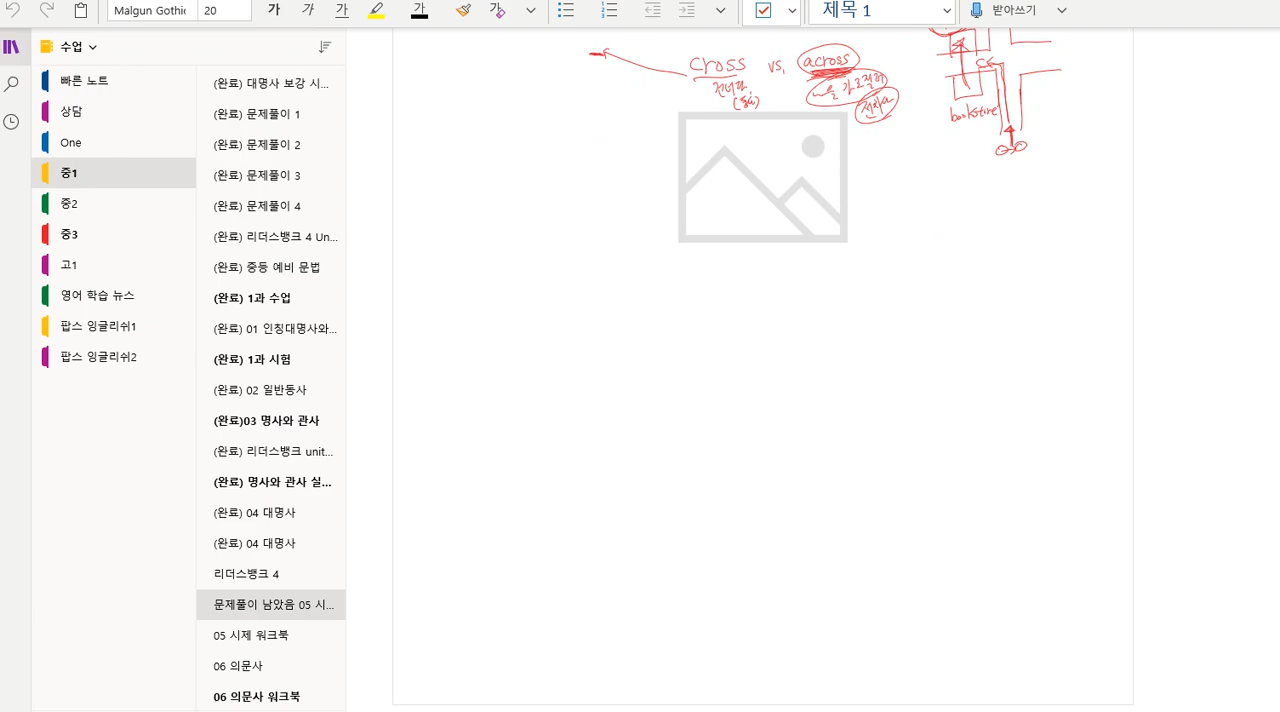 Malgun Gothic 20 가 가 가 가 가 제목 1 받아쓰기
수업
빠른 노트
상담
One
중1
중2
중3
고1
영어 학습 뉴스
팝스 잉글리쉬1
팝스 잉글리쉬2
(완료) 대명사 보강 시...
(완료) 문제풀이 1
(완료) 문제풀이 2
(완료) 문제풀이 3
(완료) 문제풀이 4
(완료) 리더스뱅크 4 Un...
(완료) 중등 예비 문법
(완료) 1과 수업
(완료) 01 인칭대명사와...
(완료) 1과 시험
(완료) 02 일반동사
(완료)03 명사와 관사
(완료) 리더스뱅크 unit...
(완료) 명사와 관사 실...
(완료) 04 대명사
(완료) 04 대명사
리더스뱅크 4
문제풀이 남았음 05 시...
05 시제 워크북
06 의문사
06 의문사 워크북
cross vs, across
건너다
(동사)
~을 가로질러
전치사
bookstore